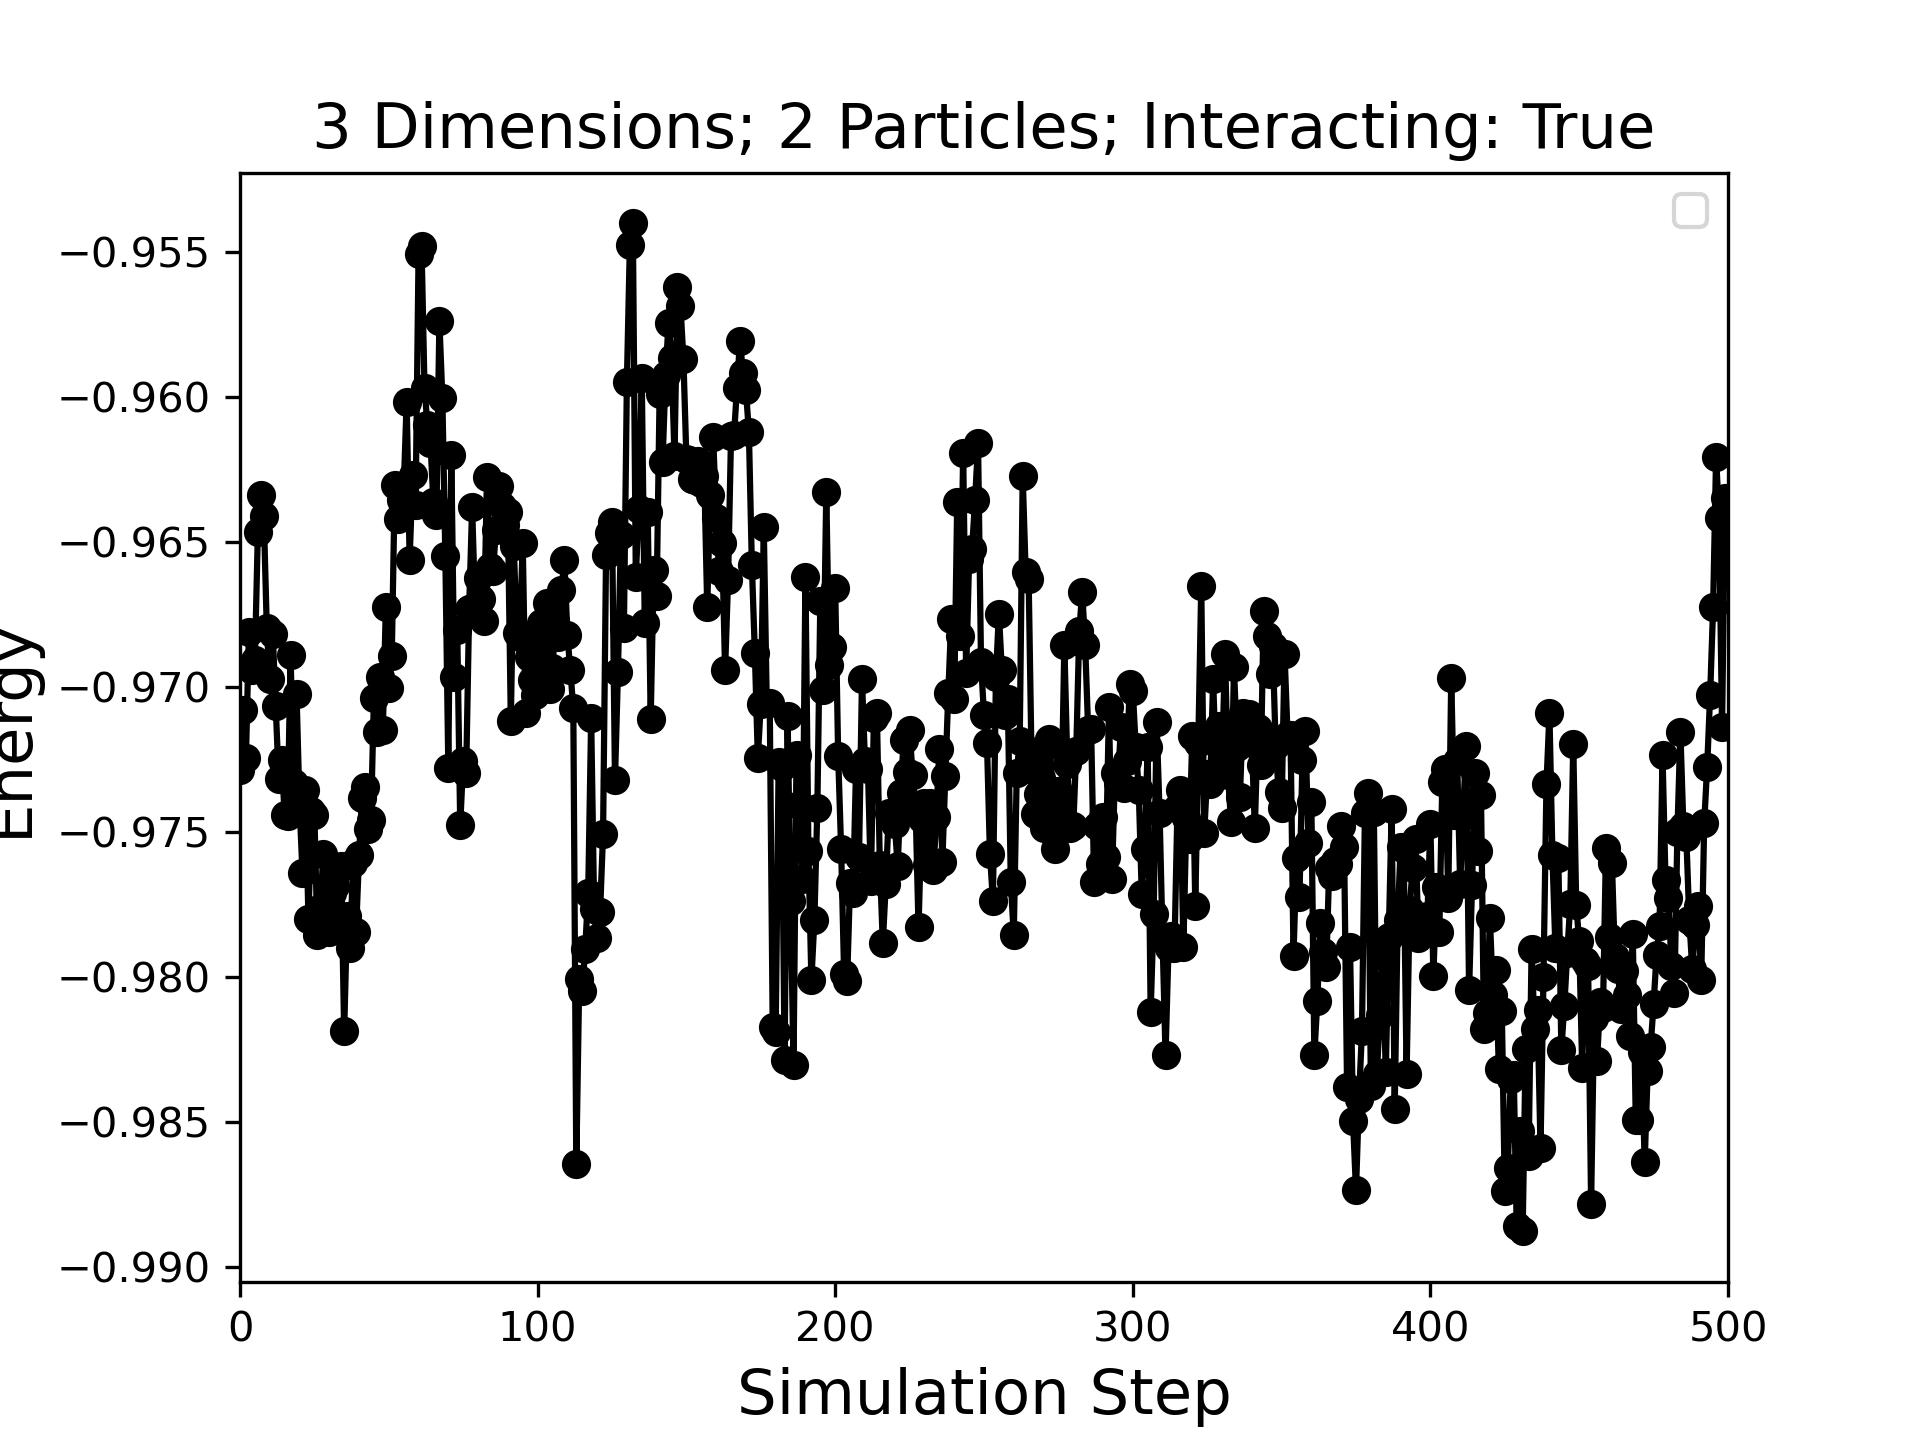 3 Dimensions; 2 Particles; Interacting: True
−0.955
−0.960
−0.965
−0.970
−0.975
−0.980
−0.985
−0.990
Energy
0 100 200 300 400 500
Simulation Step